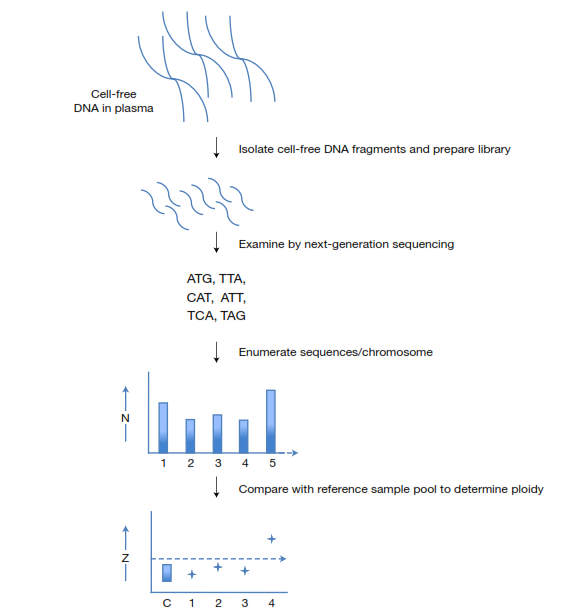 Cell-free
DNA in plasma
Isolate cell-free DNA fragments and prepare library
Examine by next-generation sequencing
ATG, TTA,
CAT, ATT,
TCA, TAG
Enumerate sequences/chromosome
N
1 2 3 4 5
Compare with reference sample pool to determine ploidy
Z
C 1 2 3 4